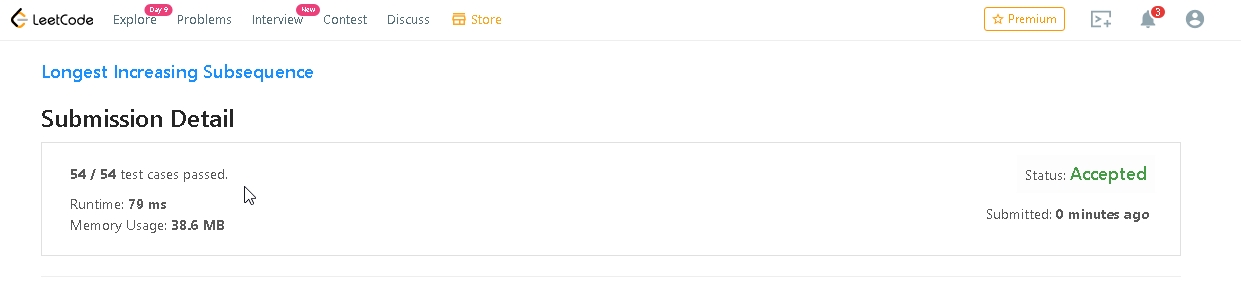 LeetCode Explore Day 9 Problems Interview New Contest Discuss Store Premium 3
Longest Increasing Subsequence
Submission Detail
54 / 54 test cases passed.
Status: Accepted
Runtime: 79 ms
Submitted: 0 minutes ago
Memory Usage: 38.6 MB